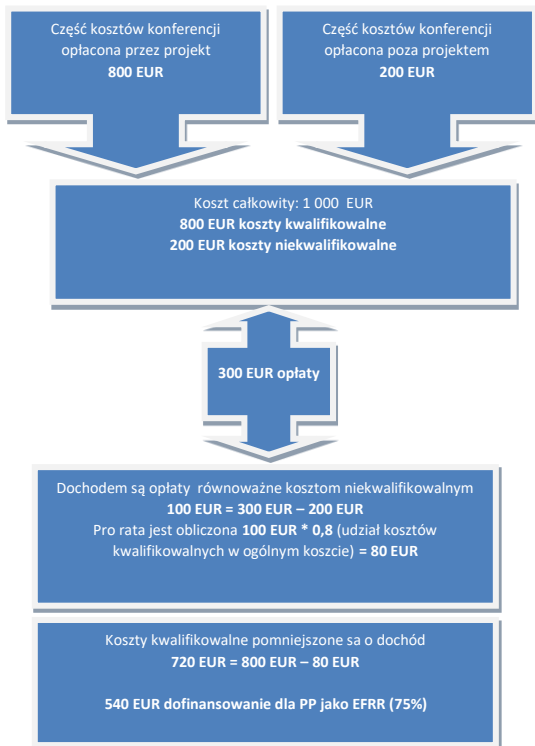 Część kosztów konferencji
opłacona przez projekt
800 EUR
Część kosztów konferencji
opłacona poza projektem
200 EUR
Koszt całkowity: 1 000 EUR
800 EUR koszty kwalifikowalne
200 EUR koszty niekwalifikowalne
300 EUR opłaty
Dochodem są opłaty równoważne kosztom niekwalifikowalnym
100 EUR = 300 EUR – 200 EUR
Pro rata jest obliczona 100 EUR * 0,8 (udział kosztów
kwalifikowalnych w ogólnym koszcie) = 80 EUR
Koszty kwalifikowalne pomniejszone sa o dochód
720 EUR = 800 EUR – 80 EUR
540 EUR dofinansowanie dla PP jako EFRR (75%)